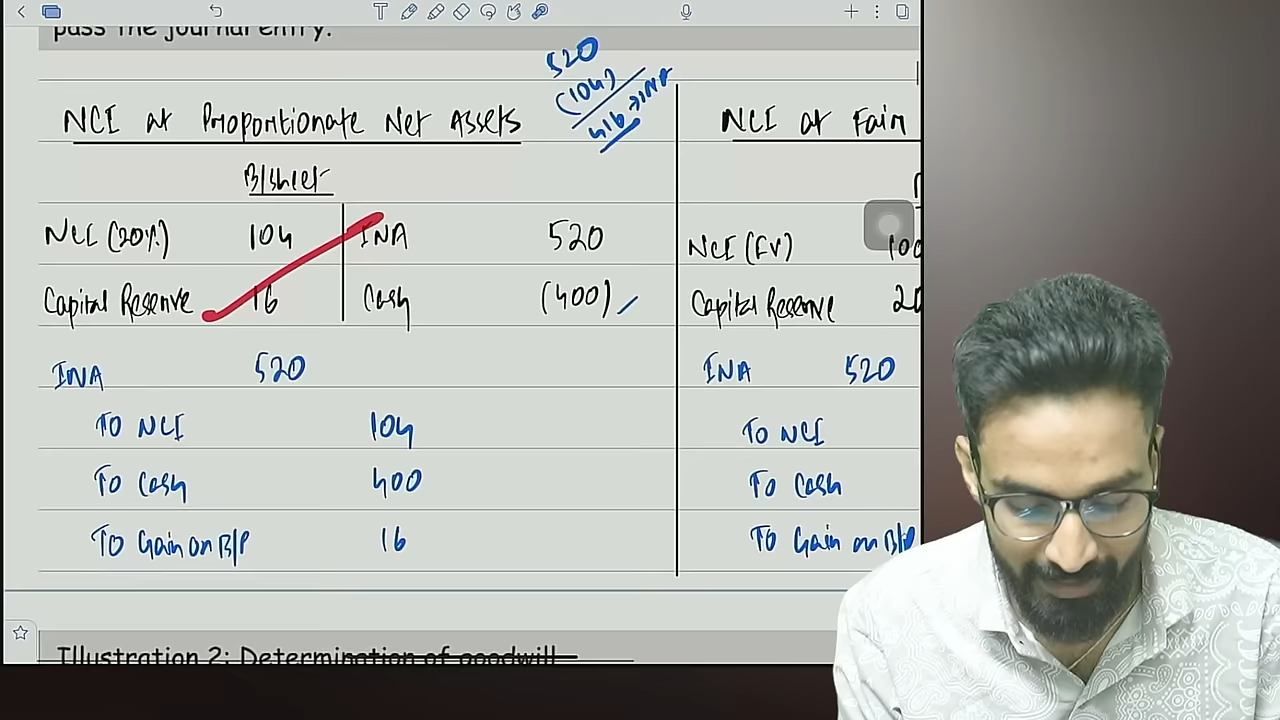 pass the journal entry.
520
(104)
416 → INA
NCI at Proportionate Net Assets
B/sheet
NCI (20%) 104 INA 520
Capital Reserve 16 Cash (400)
INA 520
To NCI 104
To Cash 400
To Gain on B/P 16
NCI at Fair
NCI (FV) 100
Capital Reserve 20
INA 520
To NCI
To Cash
To Gain on B/P
Illustration 2: Determination of goodwill